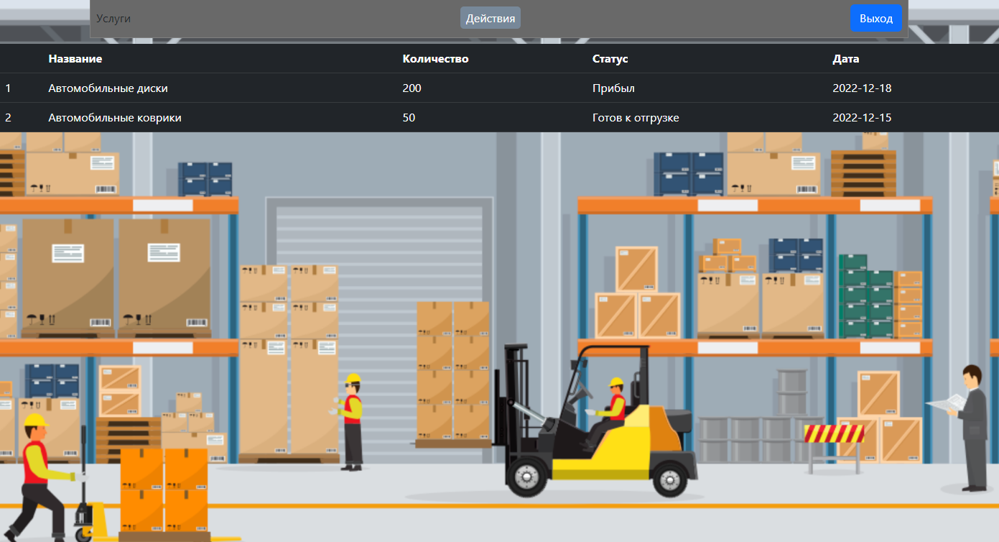 Услуги Действия Выход
Название Количество Статус Дата
1 Автомобильные диски 200 Прибыл 2022-12-18
2 Автомобильные коврики 50 Готов к отгрузке 2022-12-15